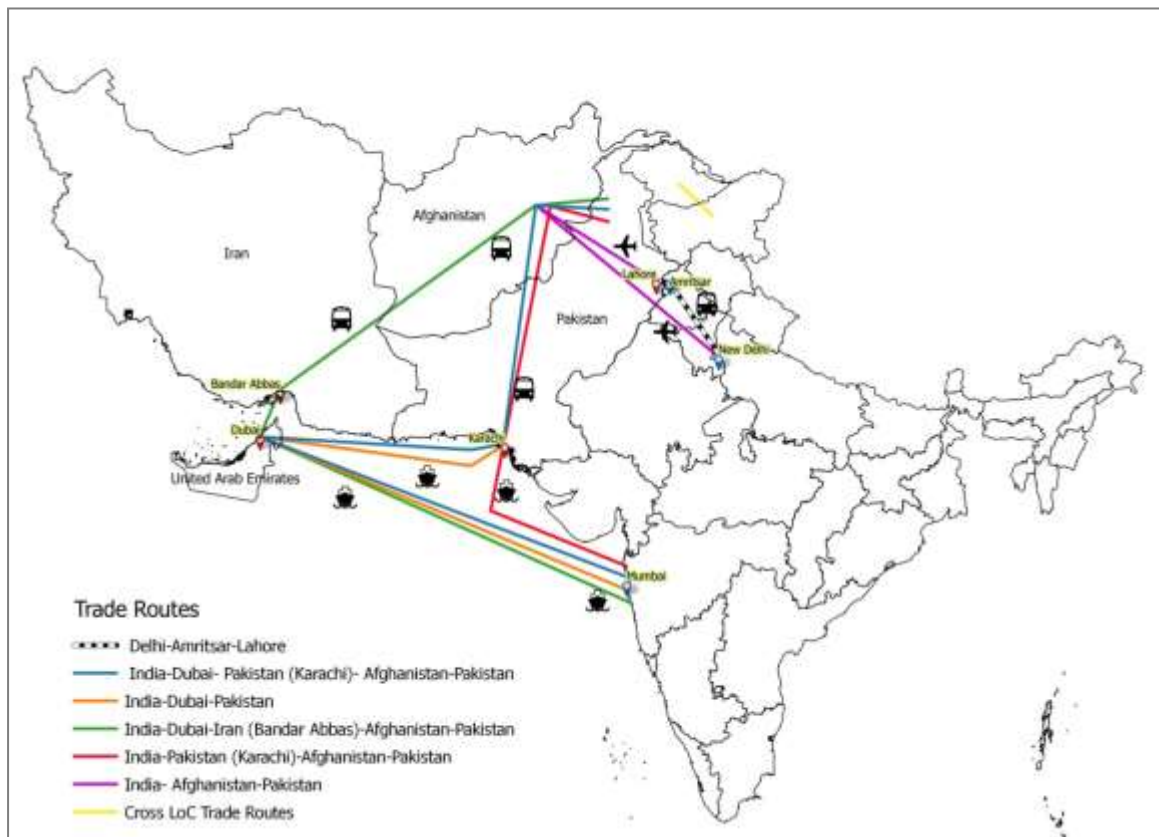 Afghanistan
Iran
Lahore
Amritsar
Pakistan
New Delhi
Bandar Abbas
Dubai
Karachi
United Arab Emirates
Mumbai
Trade Routes
Delhi-Amritsar-Lahore
India-Dubai- Pakistan (Karachi)- Afghanistan-Pakistan
India-Dubai-Pakistan
India-Dubai-Iran (Bandar Abbas)-Afghanistan-Pakistan
India-Pakistan (Karachi)-Afghanistan-Pakistan
India- Afghanistan-Pakistan
Cross LoC Trade Routes